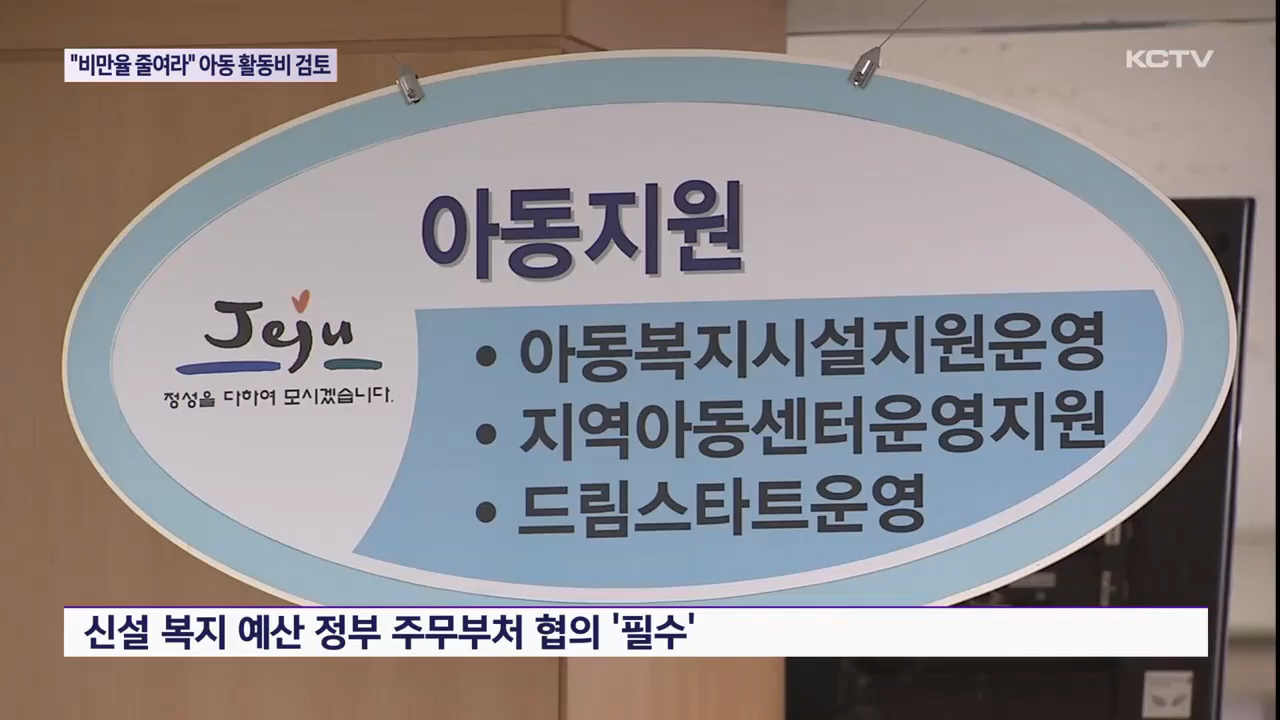 "비만율 줄여라" 아동 활동비 검토
KCTV
아동지원
Jeju
정성을 다하여 모시겠습니다.
• 아동복지시설지원운영
• 지역아동센터운영지원
• 드림스타트운영
신설 복지 예산 정부 주무부처 협의 '필수'